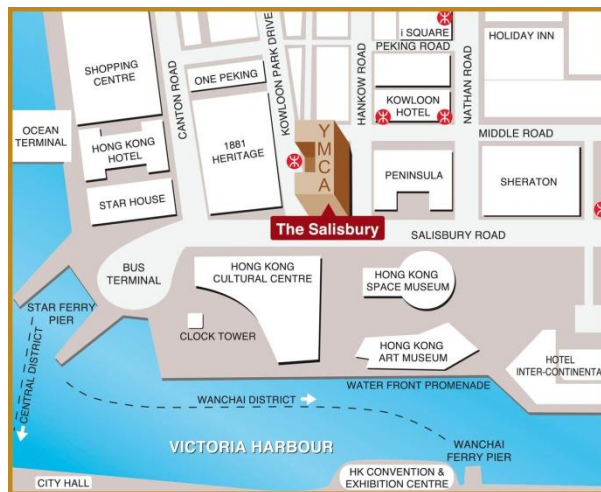 i SQUARE
PEKING ROAD
HOLIDAY INN
SHOPPING
CENTRE
CANTON ROAD
ONE PEKING
KOWLOON PARK DRIVE
HANKOW ROAD
NATHAN ROAD
KOWLOON
HOTEL
OCEAN
TERMINAL
HONG KONG
HOTEL
1881
HERITAGE
YMCA
MIDDLE ROAD
STAR HOUSE
PENINSULA
SHERATON
The Salisbury
SALISBURY ROAD
BUS
TERMINAL
HONG KONG
CULTURAL CENTRE
HONG KONG
SPACE MUSEUM
STAR FERRY
PIER
CLOCK TOWER
HONG KONG
ART MUSEUM
HOTEL
INTER-CONTINENTA
WATER FRONT PROMENADE
CENTRAL DISTRICT
WANCHAI DISTRICT
VICTORIA HARBOUR
WANCHAI
FERRY PIER
CITY HALL
HK CONVENTION &
EXHIBITION CENTRE